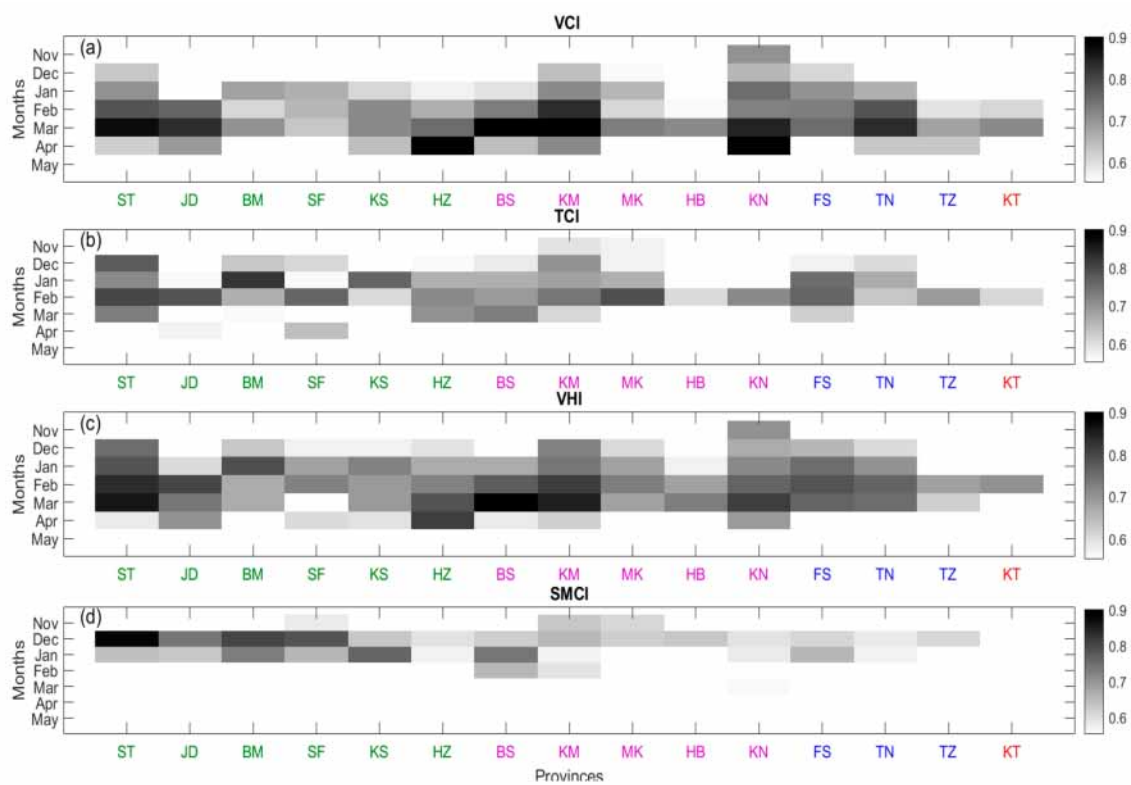 VCI
(a)
Months
Nov
Dec
Jan
Feb
Mar
Apr
May
0.9
0.8
0.7
0.6
ST JD BM SF KS HZ BS KM MK HB KN FS TN TZ KT
TCI
(b)
Months
Nov
Dec
Jan
Feb
Mar
Apr
May
0.9
0.8
0.7
0.6
ST JD BM SF KS HZ BS KM MK HB KN FS TN TZ KT
VHI
(c)
Months
Nov
Dec
Jan
Feb
Mar
Apr
May
0.9
0.8
0.7
0.6
ST JD BM SF KS HZ BS KM MK HB KN FS TN TZ KT
SMCI
(d)
Months
Nov
Dec
Jan
Feb
Mar
Apr
May
0.9
0.8
0.7
0.6
ST JD BM SF KS HZ BS KM MK HB KN FS TN TZ KT
Provinces